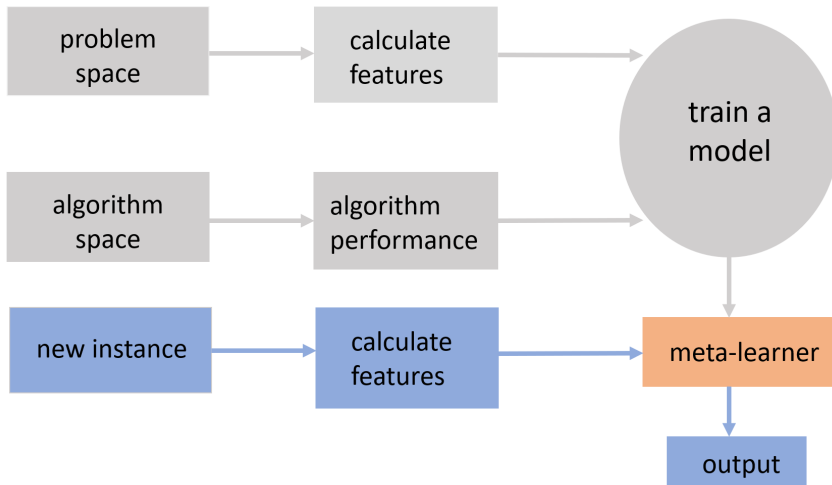 problem
space
calculate
features
train a
model
algorithm
space
algorithm
performance
new instance
calculate
features
meta-learner
output